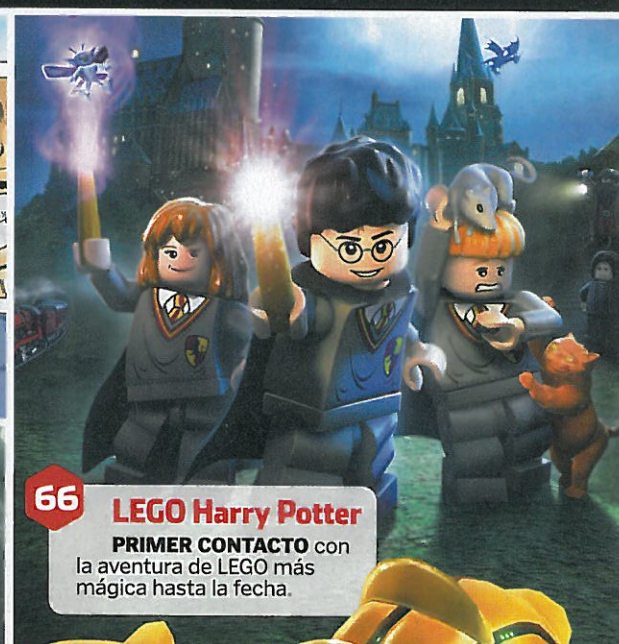 66
LEGO Harry Potter
PRIMER CONTACTO con
la aventura de LEGO más
mágica hasta la fecha.